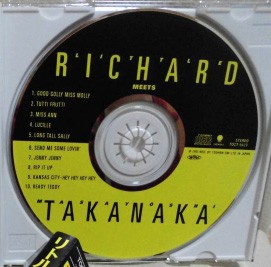 R·I·C·H·A·R·D
MEETS
1. GOOD GOLLY MISS MOLLY
2. TUTTI FRUTTI
3. MISS ANN
4. LUCILLE
5. LONG TALL SALLY
6. SEND ME SOME LOVIN'
7. JENNY JENNY
8. RIP IT UP
9. KANSAS CITY~HEY HEY HEY HEY
10. READY TEDDY
STEREO
TAKANAKA